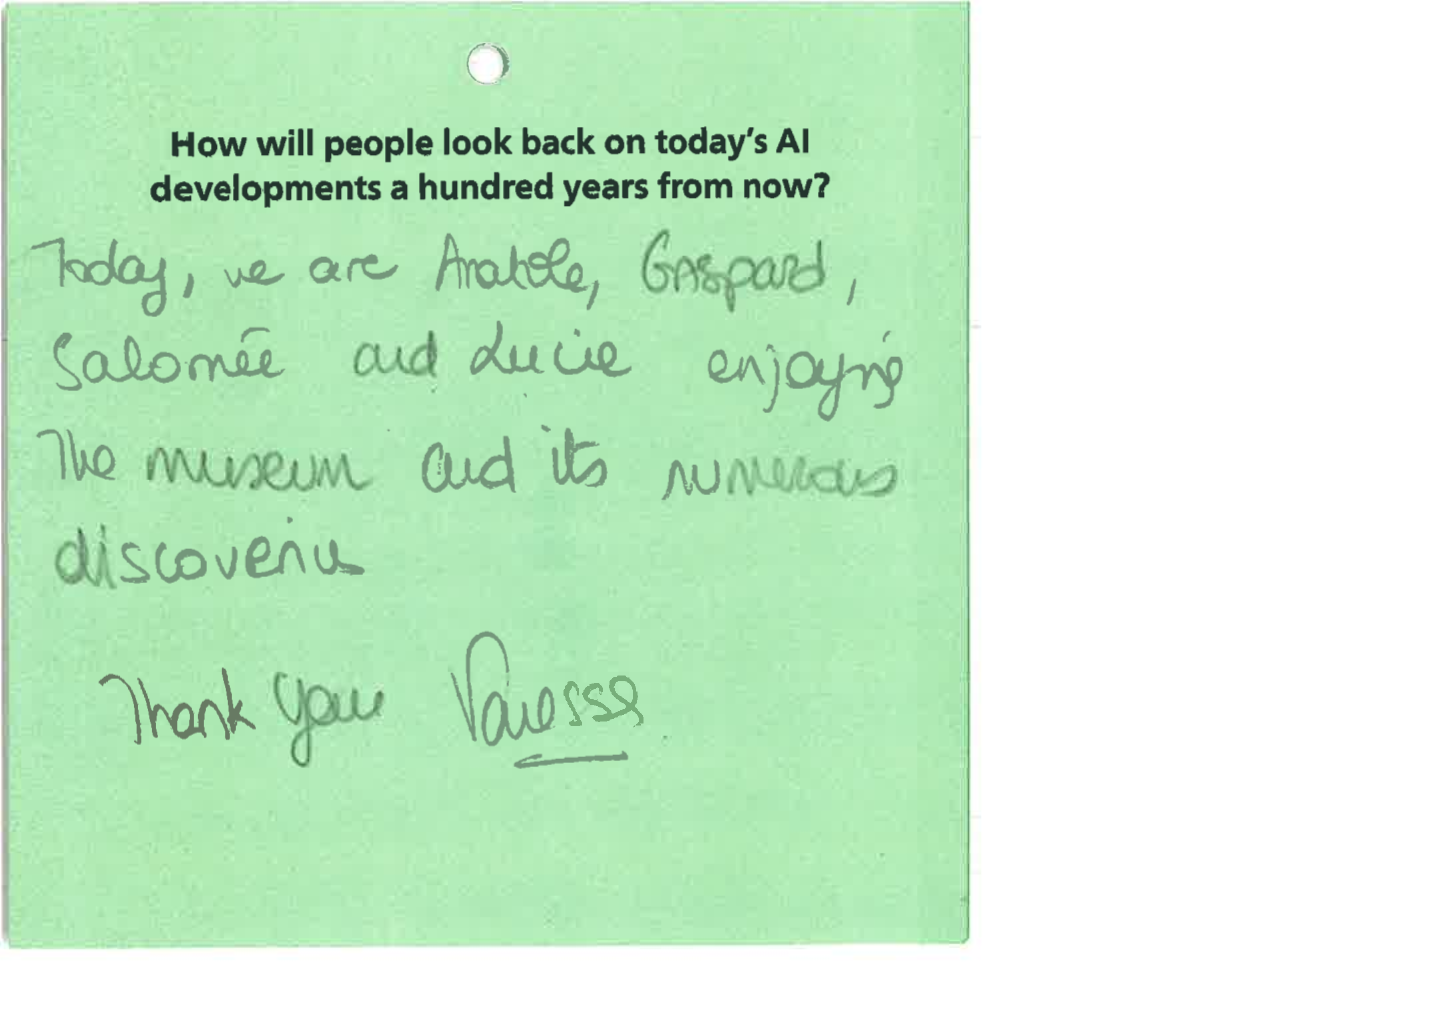 How will people look back on today's AI
developments a hundred years from now?
Today, we are Anatole, Gaspard,
Salomée and Lucie enjoying
The museum and its numerous
discoveries
Thank you Vanessa